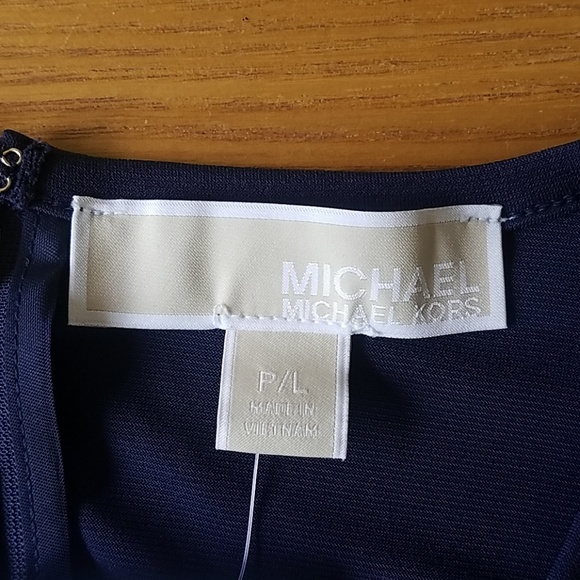 MICHAEL
MICHAEL KORS
P/L
MADE IN
VIETNAM